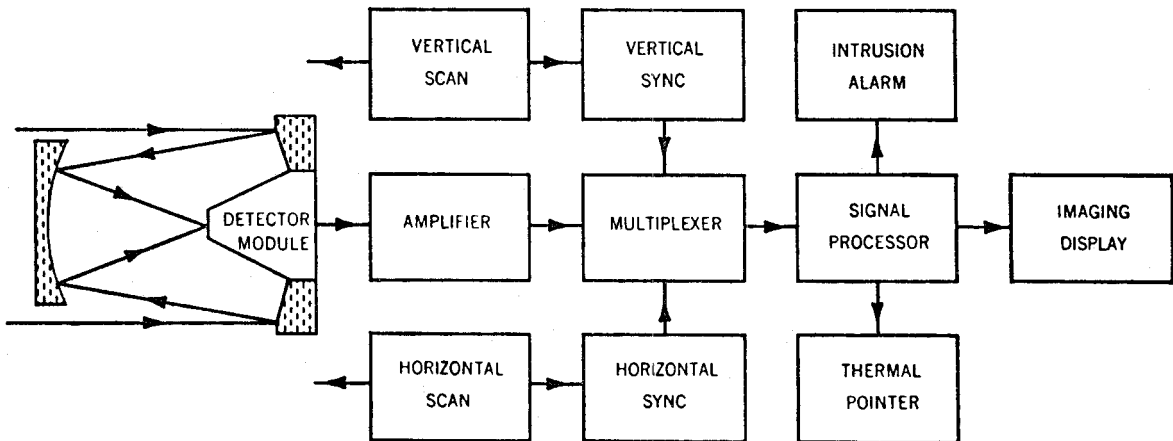 VERTICAL
SCAN
VERTICAL
SYNC
INTRUSION
ALARM
DETECTOR
MODULE
AMPLIFIER
MULTIPLEXER
SIGNAL
PROCESSOR
IMAGING
DISPLAY
HORIZONTAL
SCAN
HORIZONTAL
SYNC
THERMAL
POINTER